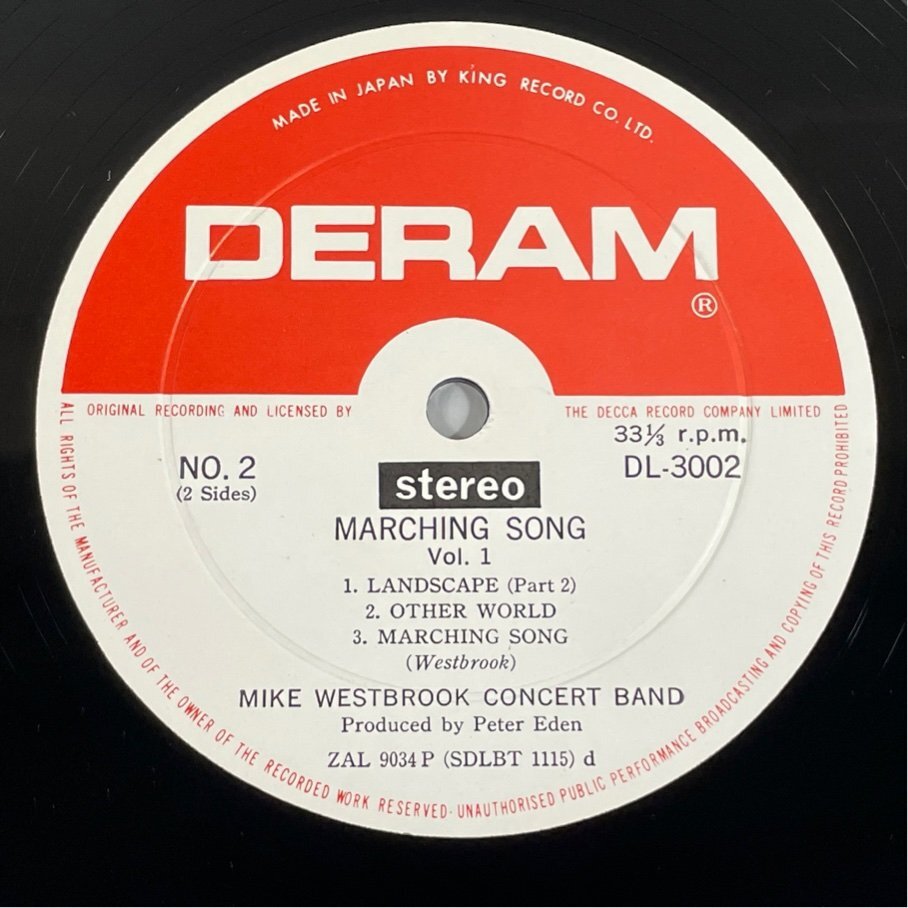 MADE IN JAPAN BY KING RECORD CO. LTD.
DERAM
®
ORIGINAL RECORDING AND LICENSED BY THE DECCA RECORD COMPANY LIMITED
33⅓ r.p.m.
NO. 2
DL-3002
(2 Sides)
stereo
MARCHING SONG
Vol. 1
1. LANDSCAPE (Part 2)
2. OTHER WORLD
3. MARCHING SONG
(Westbrook)
MIKE WESTBROOK CONCERT BAND
Produced by Peter Eden
ZAL 9034 P (SDLBT 1115) d
ALL RIGHTS OF THE MANUFACTURER AND OF THE OWNER OF THE RECORDED WORK RESERVED· UNAUTHORISED PUBLIC PERFORMANCE BROADCASTING AND COPYING OF THIS RECORD PROHIBITED